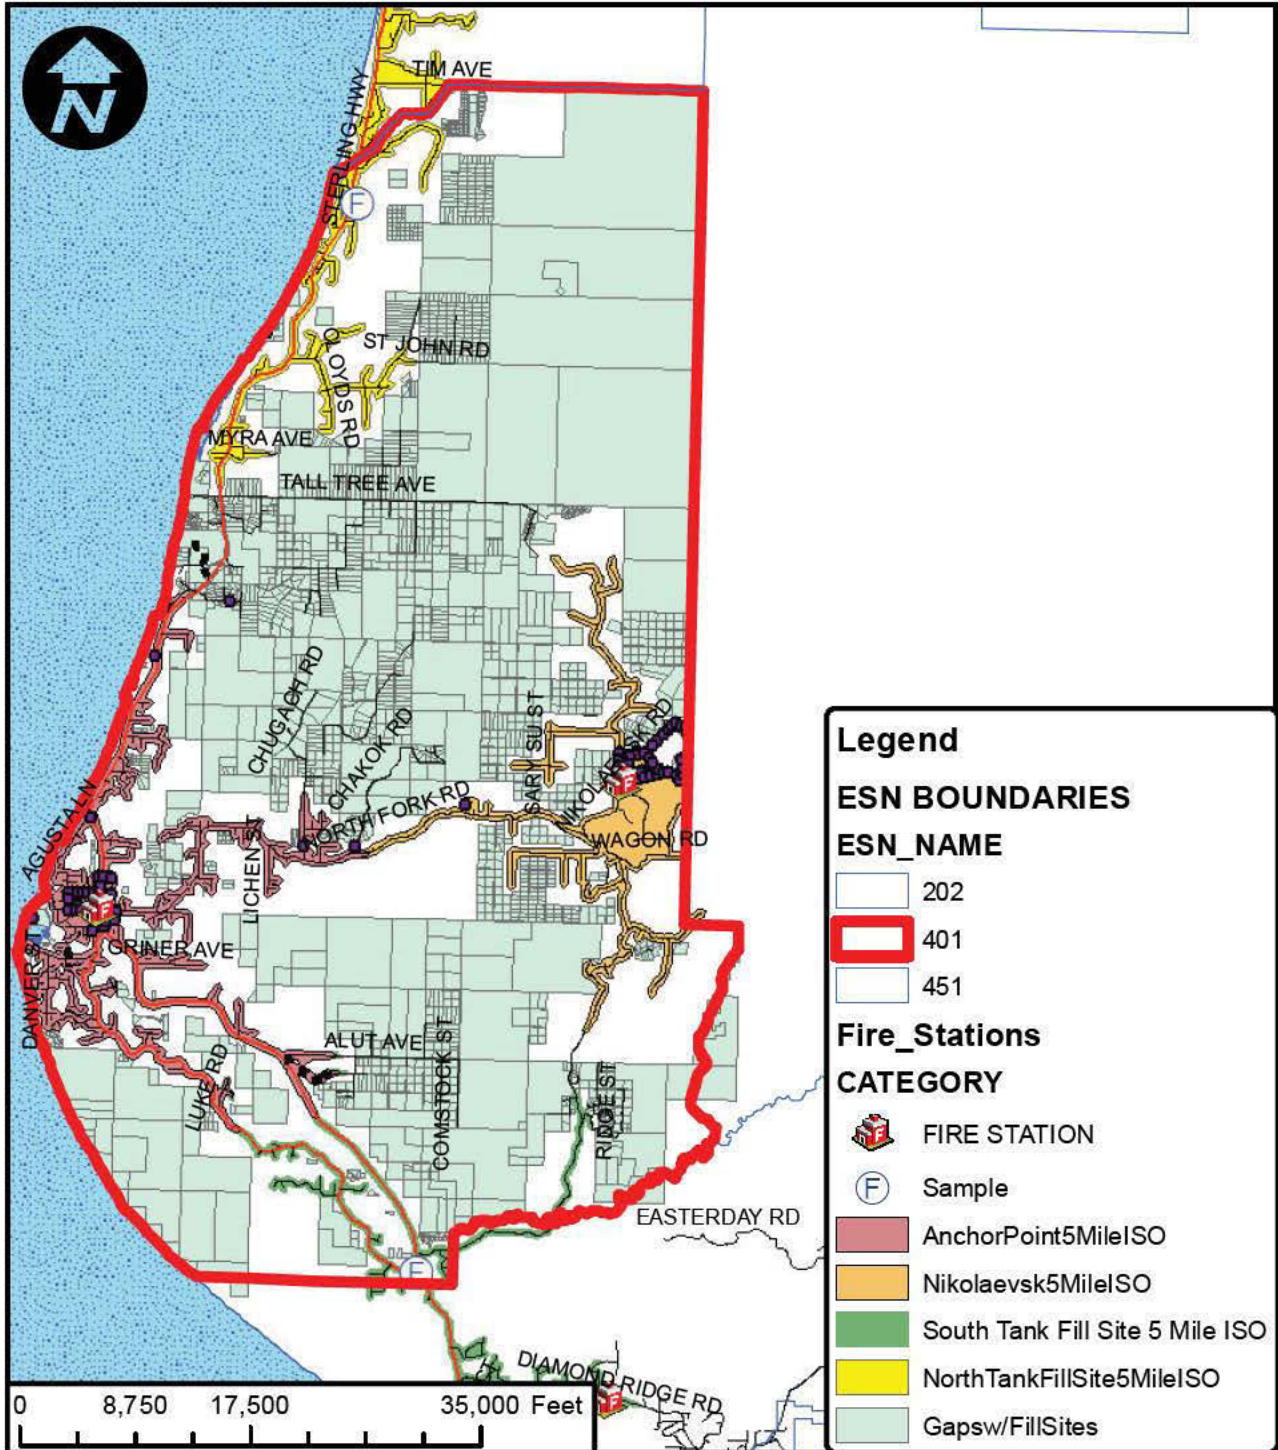 N
TIM AVE
STERLING HWY
F
ST JOHN RD
CLOYDS RD
MYRA AVE
TALL TREE AVE
CHUGACH RD
CHAKOK RD
SARY SU ST
NIKOLAEVSK RD
F
NORTH FORK RD
WAGON RD
AGUSTA LN
LICHEN ST
F
GRINER AVE
DANVER ST
ALUT AVE
LUKE RD
COMSTOCK ST
RIDGE ST
EASTERDAY RD
F
DIAMOND RIDGE RD
F
0 8,750 17,500 35,000 Feet
Legend
ESN BOUNDARIES
ESN_NAME
202
401
451
Fire_Stations
CATEGORY
F FIRE STATION
F Sample
AnchorPoint5MileISO
Nikolaevsk5MileISO
South Tank Fill Site 5 Mile ISO
NorthTankFillSite5MileISO
Gapsw/FillSites